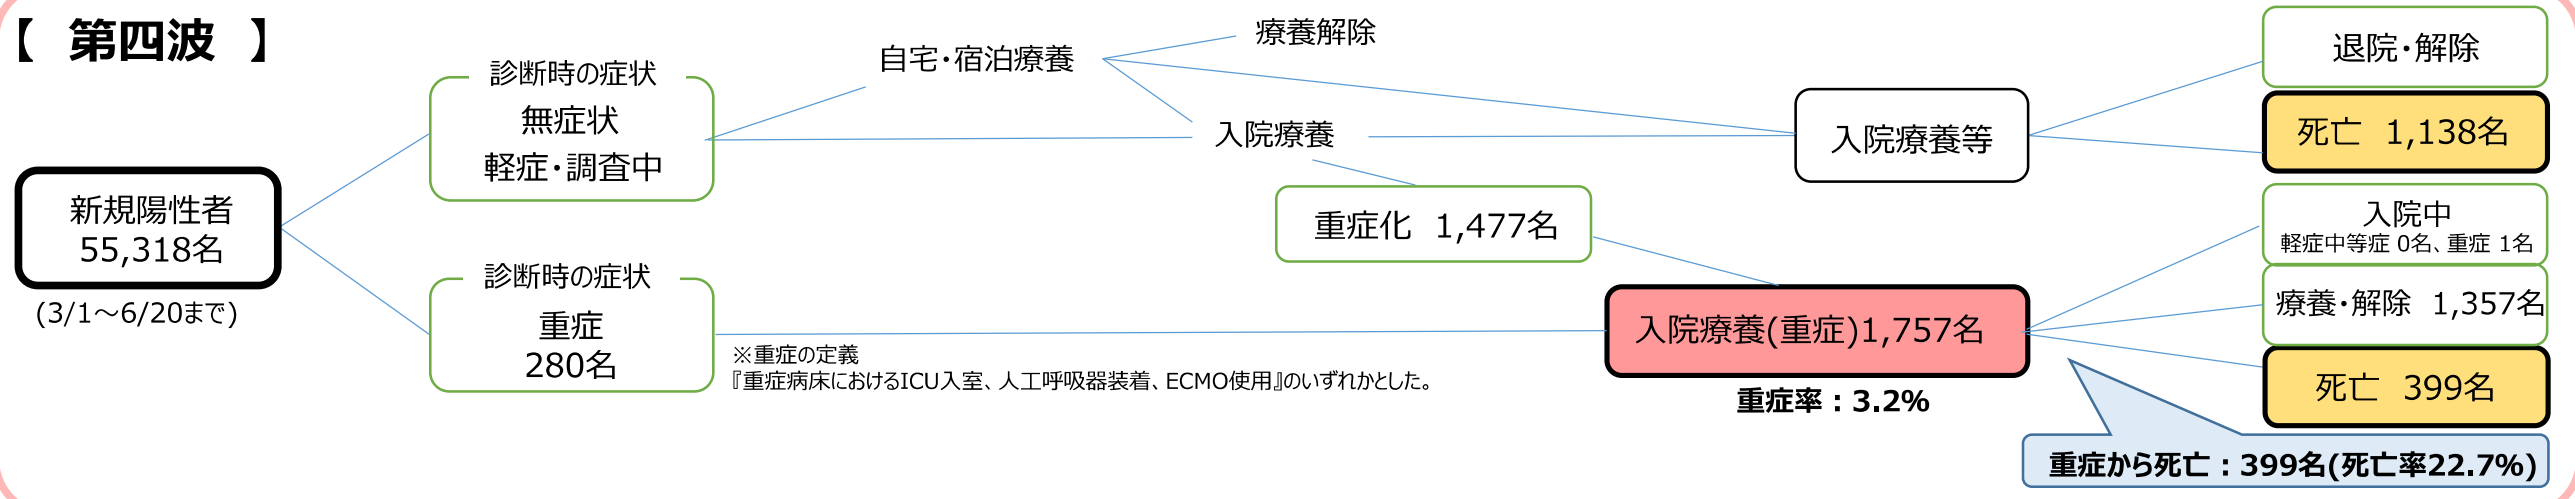 【 第四波 】
新規陽性者
55,318名
(3/1～6/20まで)
診断時の症状
無症状
軽症・調査中
診断時の症状
重症
280名
※重症の定義
『重症病床におけるICU入室、人工呼吸器装着、ECMO使用』のいずれかとした。
自宅・宿泊療養
療養解除
入院療養
重症化 1,477名
入院療養等
入院療養(重症)1,757名
重症率：3.2%
退院・解除
死亡 1,138名
入院中
軽症中等症 0名、重症 1名
療養・解除 1,357名
死亡 399名
重症から死亡：399名(死亡率22.7%)